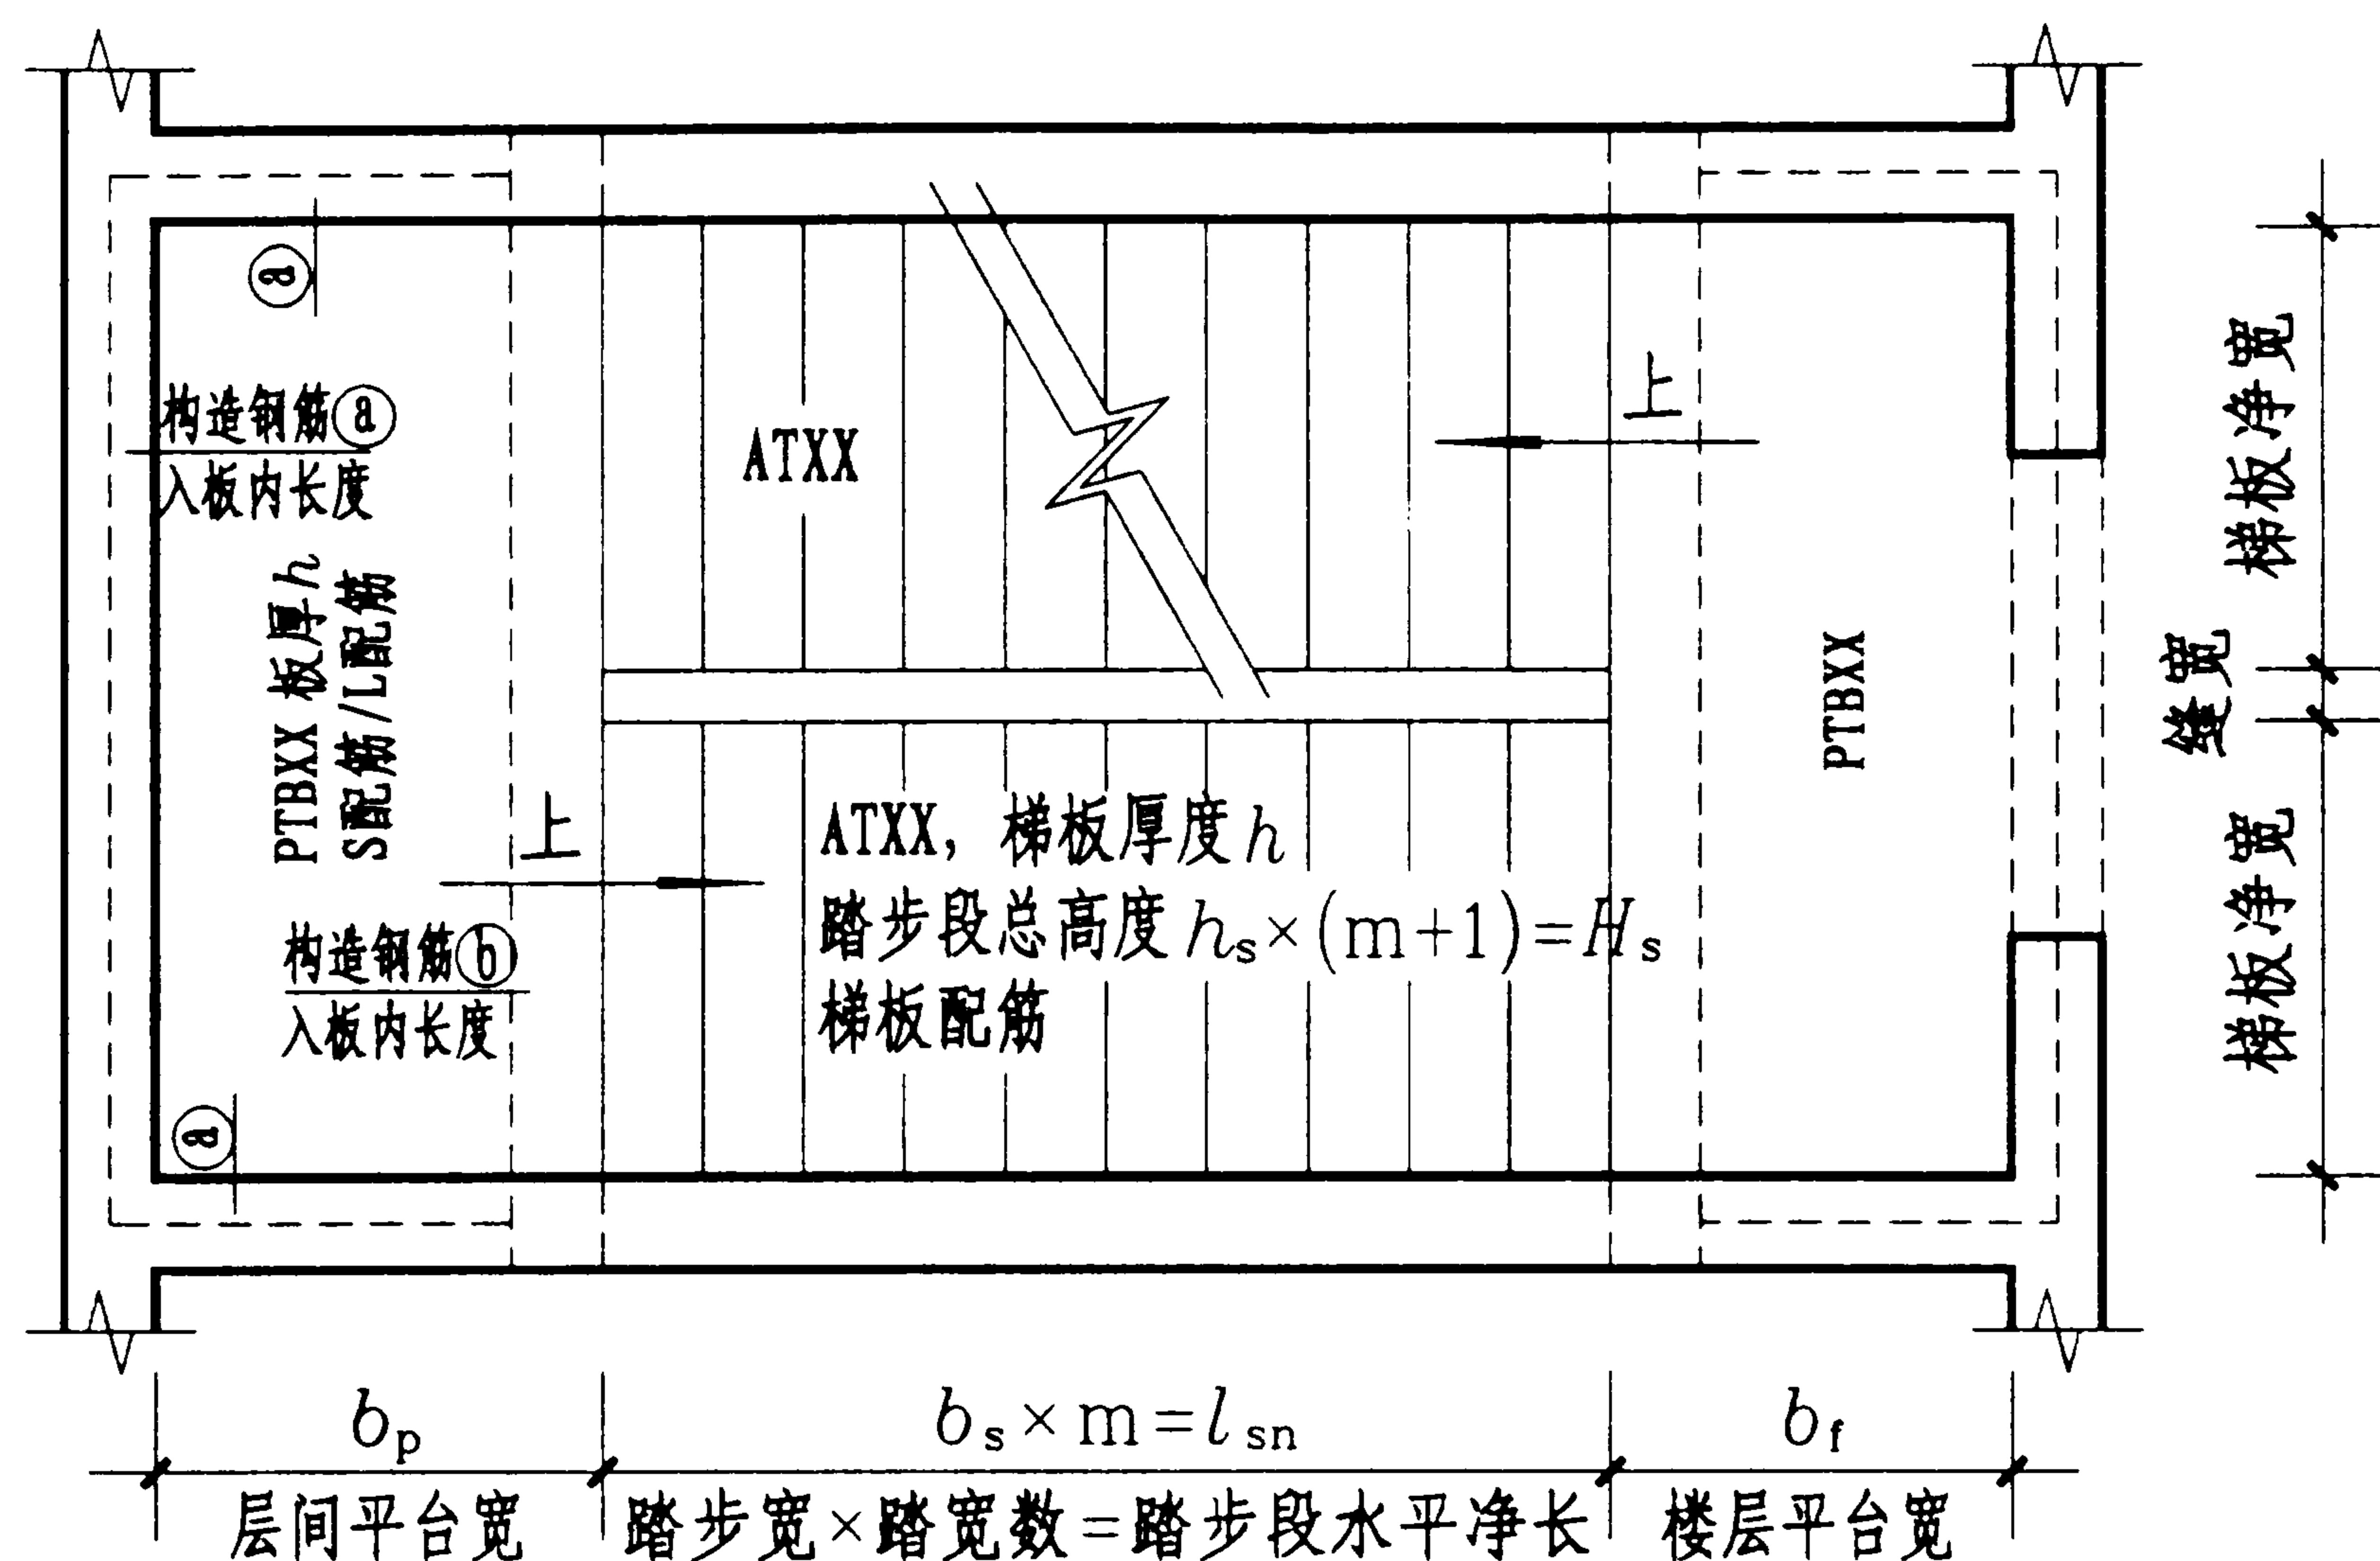 ⓐ
构造钢筋ⓐ
入板内长度
PTBXX 板厚h
S配筋/L配筋
上
构造钢筋ⓑ
入板内长度
ⓐ
ATXX
上
ATXX, 梯板厚度h
踏步段总高度hₛ×(m+1)=Hₛ
梯板配筋
PTBXX
梯板净宽
缝宽
梯板净宽
bₚ
bₛ×m=lₛₙ
b_f
层间平台宽
踏步宽×踏宽数=踏步段水平净长
楼层平台宽